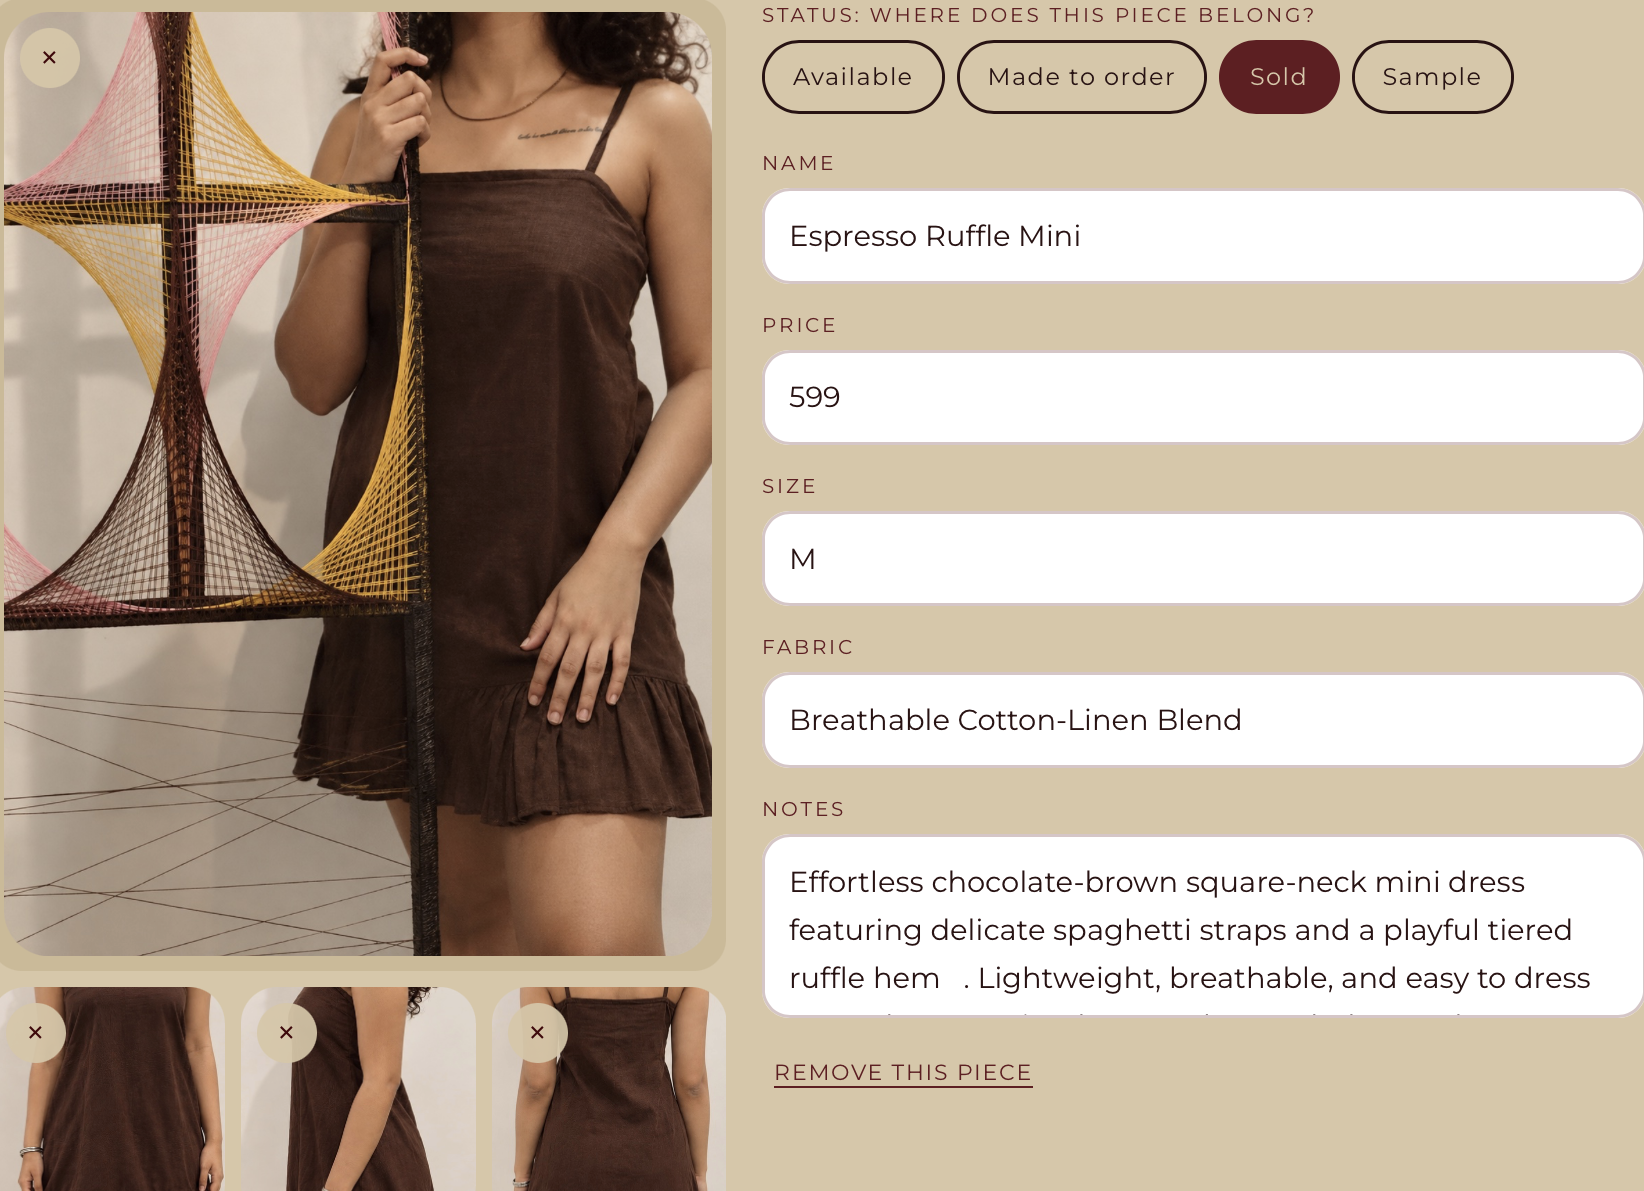 STATUS: WHERE DOES THIS PIECE BELONG?
Available
Made to order
Sold
Sample
NAME
Espresso Ruffle Mini
PRICE
599
SIZE
M
FABRIC
Breathable Cotton-Linen Blend
NOTES
Effortless chocolate-brown square-neck mini dress
featuring delicate spaghetti straps and a playful tiered
ruffle hem   . Lightweight, breathable, and easy to dress
REMOVE THIS PIECE